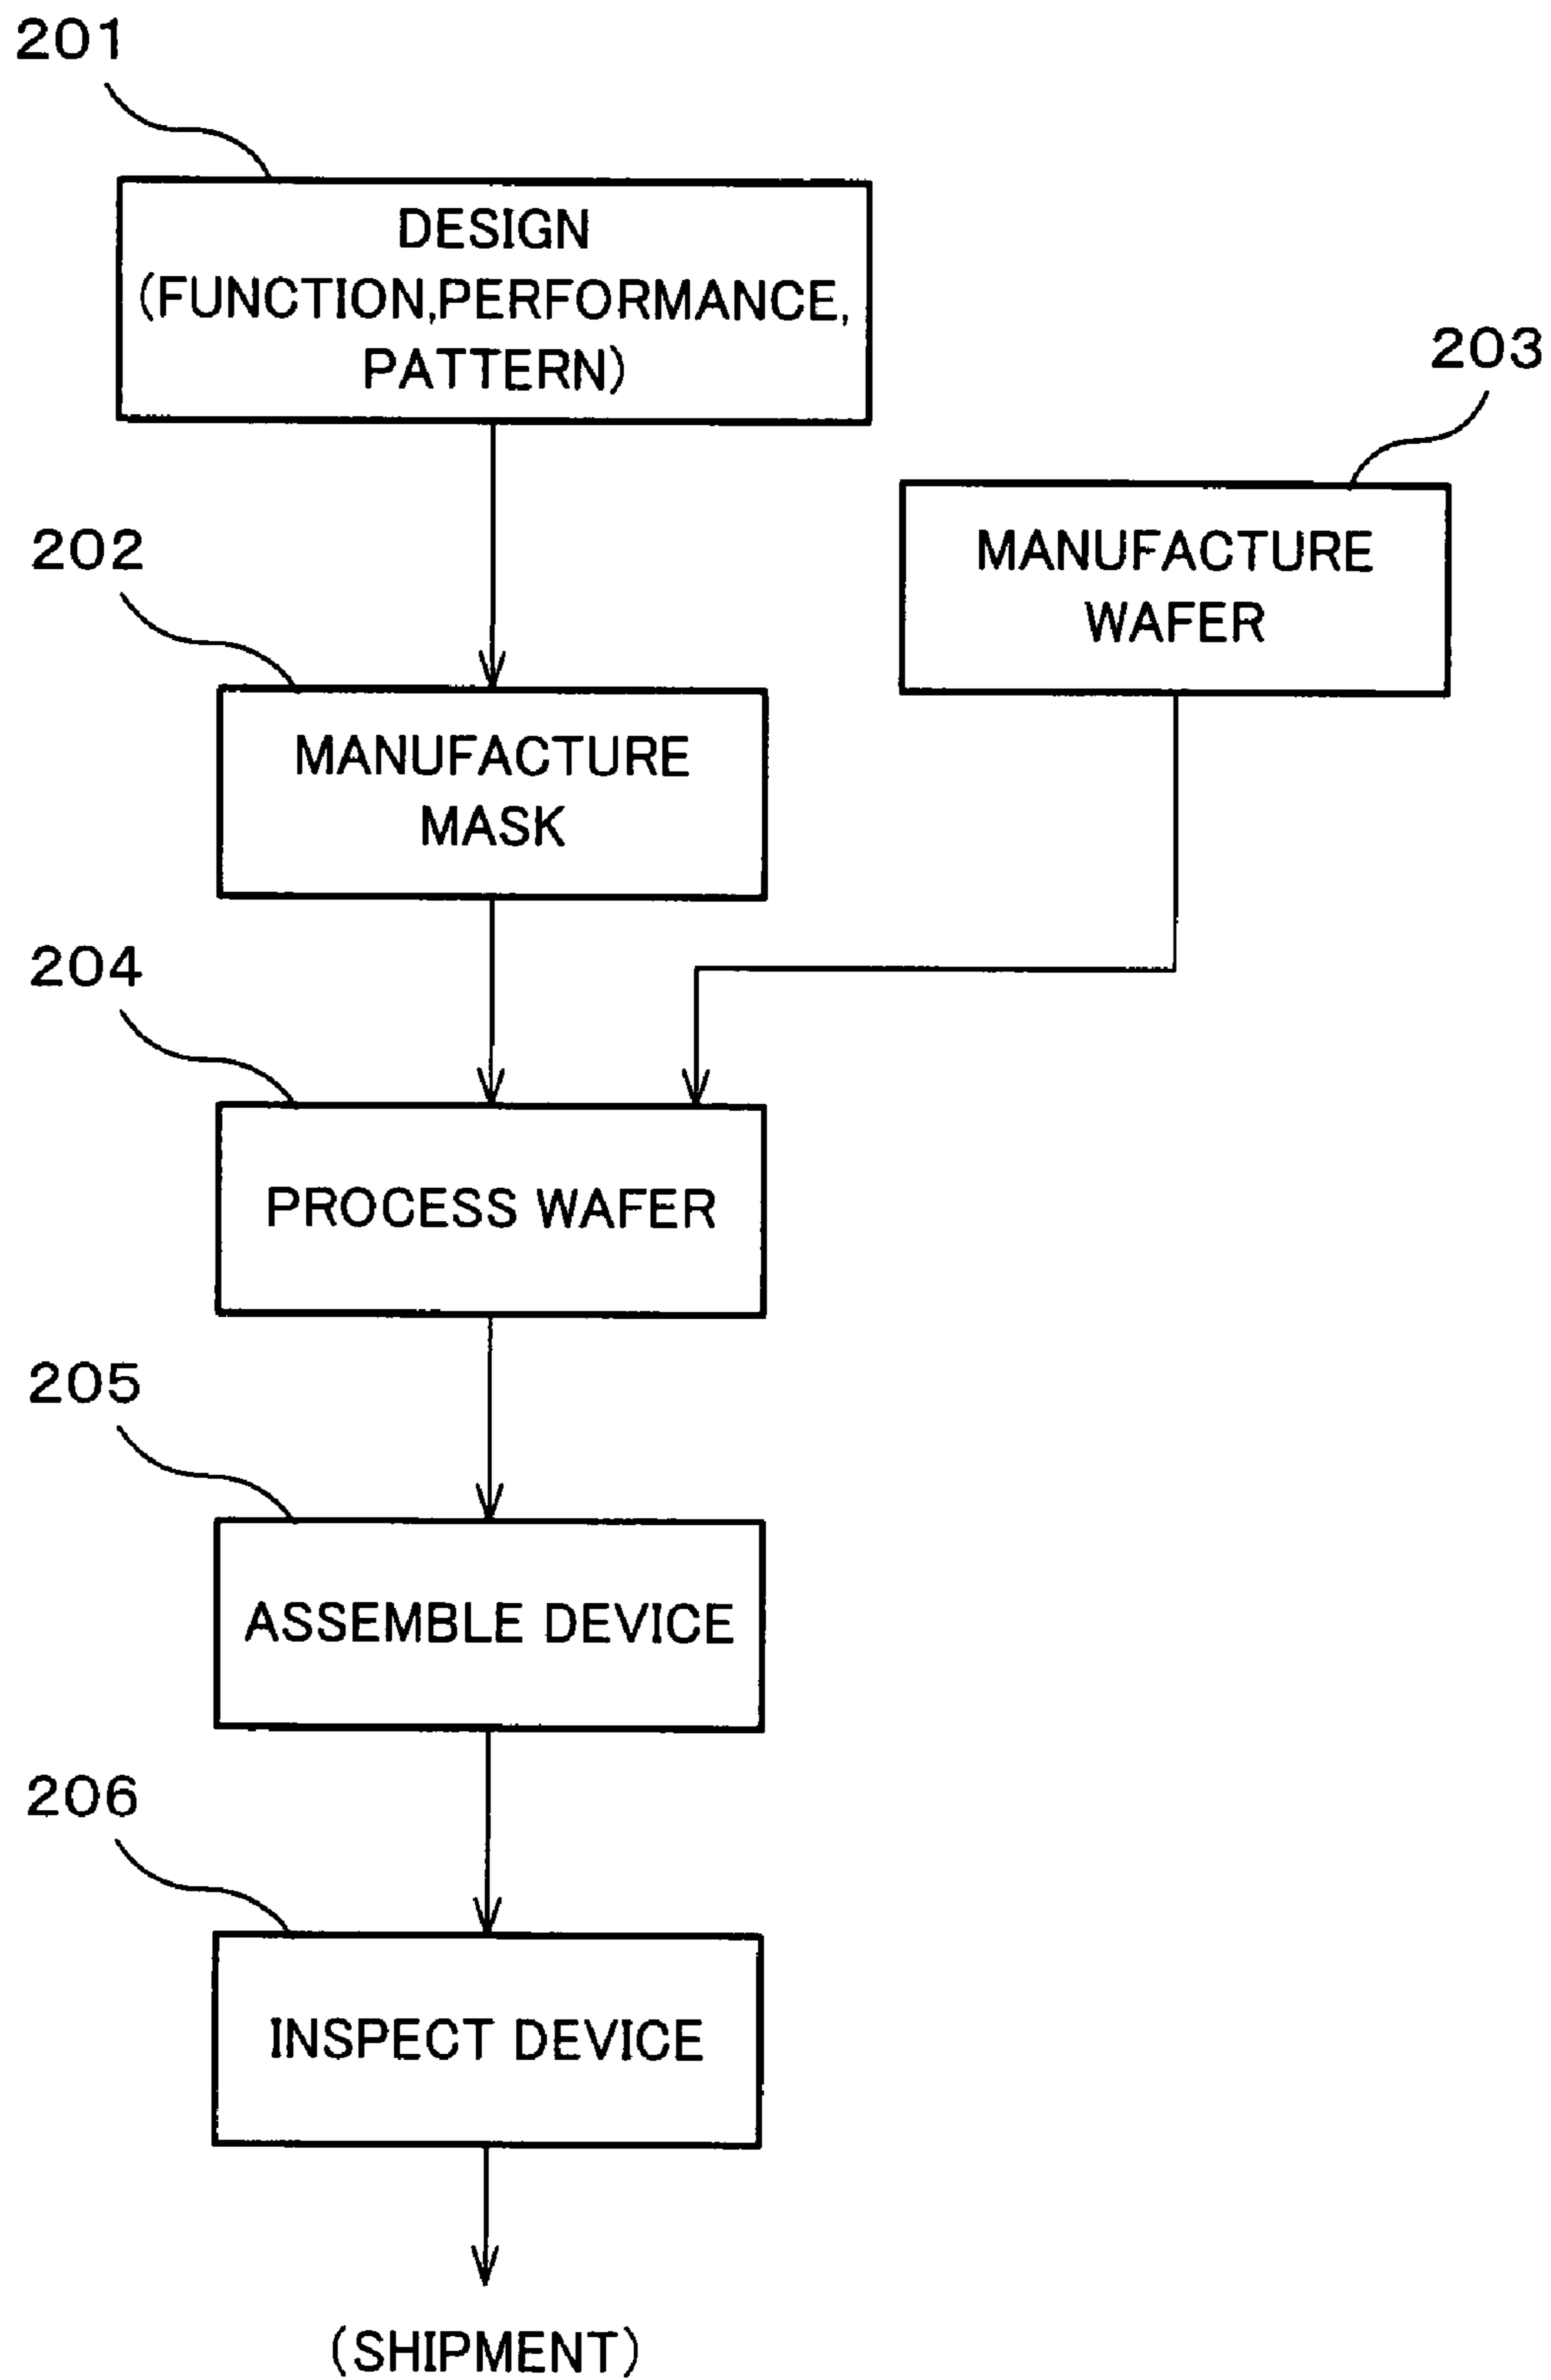 201
DESIGN
(FUNCTION,PERFORMANCE,
PATTERN)
203
MANUFACTURE
WAFER
202
MANUFACTURE
MASK
204
PROCESS WAFER
205
ASSEMBLE DEVICE
206
INSPECT DEVICE
(SHIPMENT)